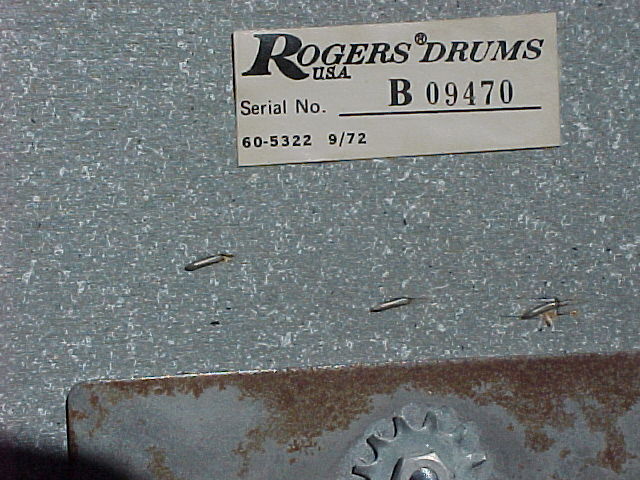 ROGERS® DRUMS
U.S.A.
Serial No. B 09470
60-5322 9/72